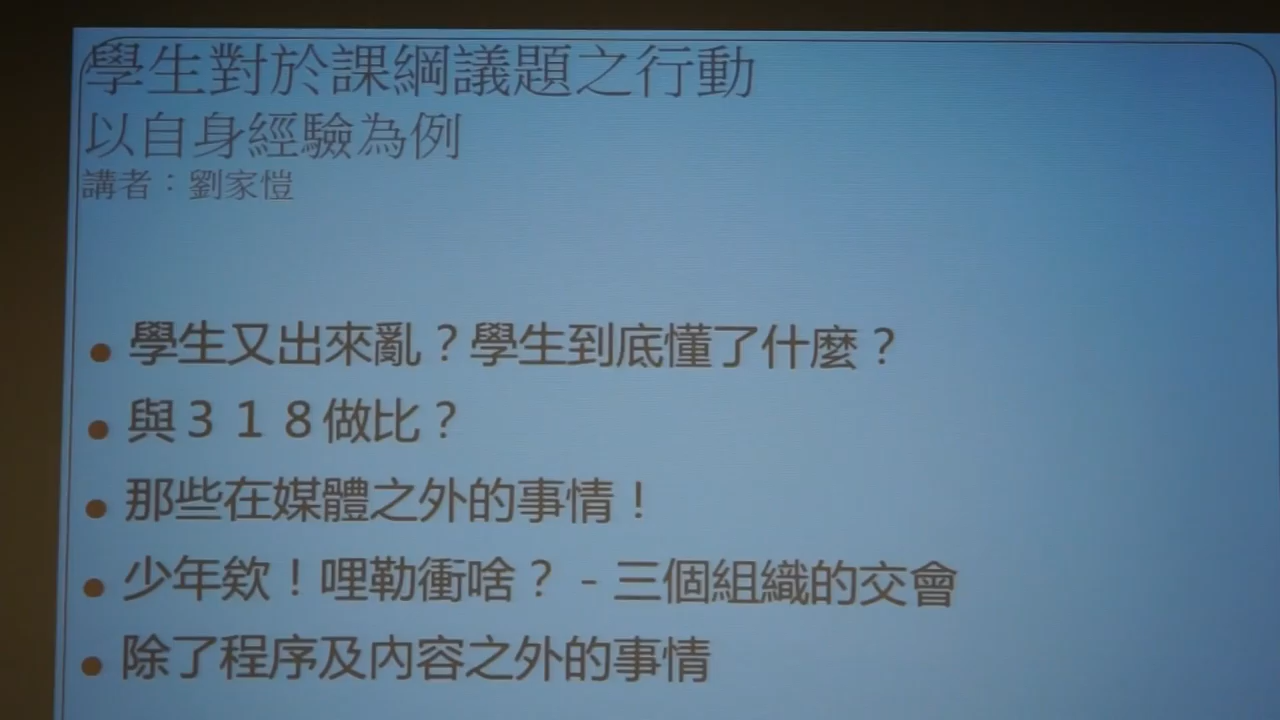 學生對於課綱議題之行動
以自身經驗為例
講者：劉家愷
• 學生又出來亂？學生到底懂了什麼？
• 與３１８做比？
• 那些在媒體之外的事情！
• 少年欸！哩勒衝啥？－三個組織的交會
• 除了程序及內容之外的事情